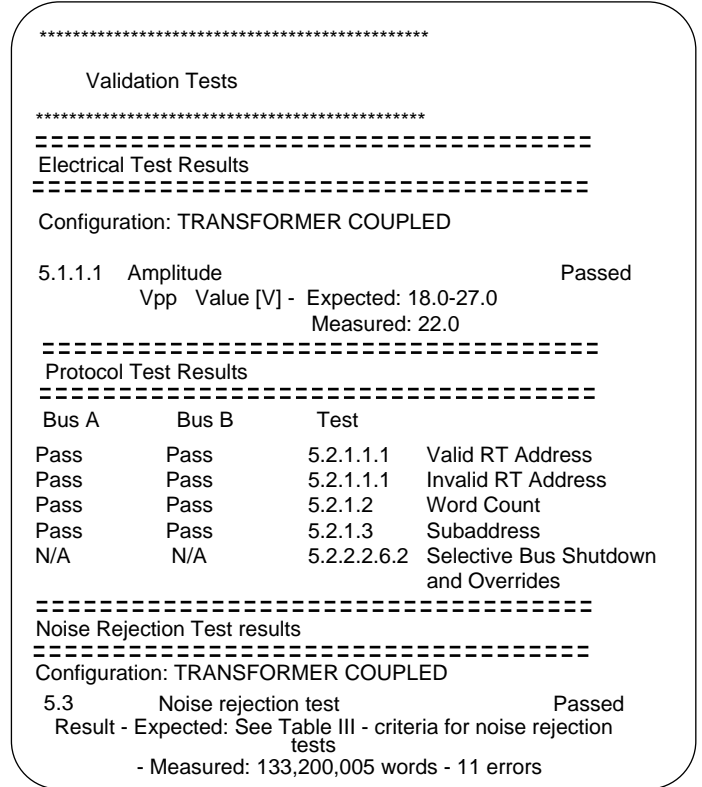 ***********************************************
Validation Tests
***********************************************
===================================
Electrical Test Results
===================================
Configuration: TRANSFORMER COUPLED
5.1.1.1 Amplitude Passed
Vpp Value [V] - Expected: 18.0-27.0
Measured: 22.0
===================================
Protocol Test Results
===================================
Bus A Bus B Test
Pass Pass 5.2.1.1.1 Valid RT Address
Pass Pass 5.2.1.1.1 Invalid RT Address
Pass Pass 5.2.1.2 Word Count
Pass Pass 5.2.1.3 Subaddress
N/A N/A 5.2.2.2.6.2 Selective Bus Shutdown
and Overrides
===================================
Noise Rejection Test results
===================================
Configuration: TRANSFORMER COUPLED
5.3 Noise rejection test Passed
Result - Expected: See Table III - criteria for noise rejection
tests
- Measured: 133,200,005 words - 11 errors